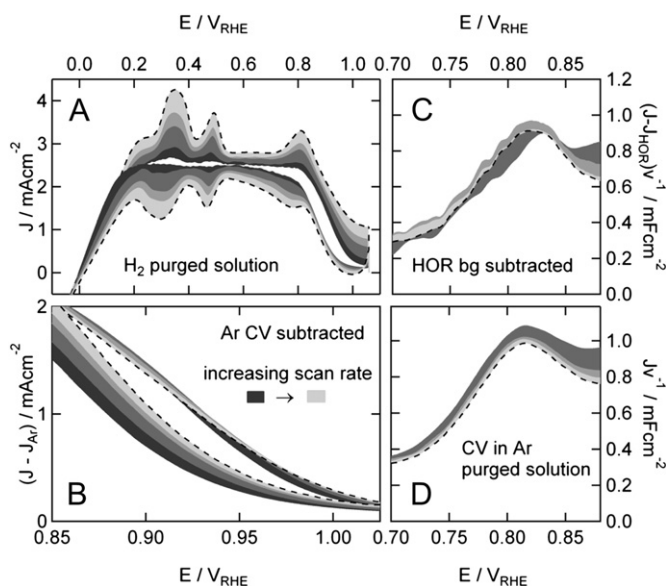 E / V_RHE
E / V_RHE
0.0 0.2 0.4 0.6 0.8 1.0
0.70 0.75 0.80 0.85
A
4
3
2
1
0
J / mAcm⁻²
H₂ purged solution
C
1.2
1.0
0.8
0.6
0.4
0.2
0.0
(J-J_HOR)v⁻¹ / mFcm⁻²
HOR bg subtracted
2
1
0
(J - J_Ar) / mAcm⁻²
Ar CV subtracted
increasing scan rate
→
B
1.0
0.8
0.6
0.4
0.2
0.0
Jv⁻¹ / mFcm⁻²
CV in Ar
purged solution
D
0.85 0.90 0.95 1.00
0.70 0.75 0.80 0.85
E / V_RHE
E / V_RHE